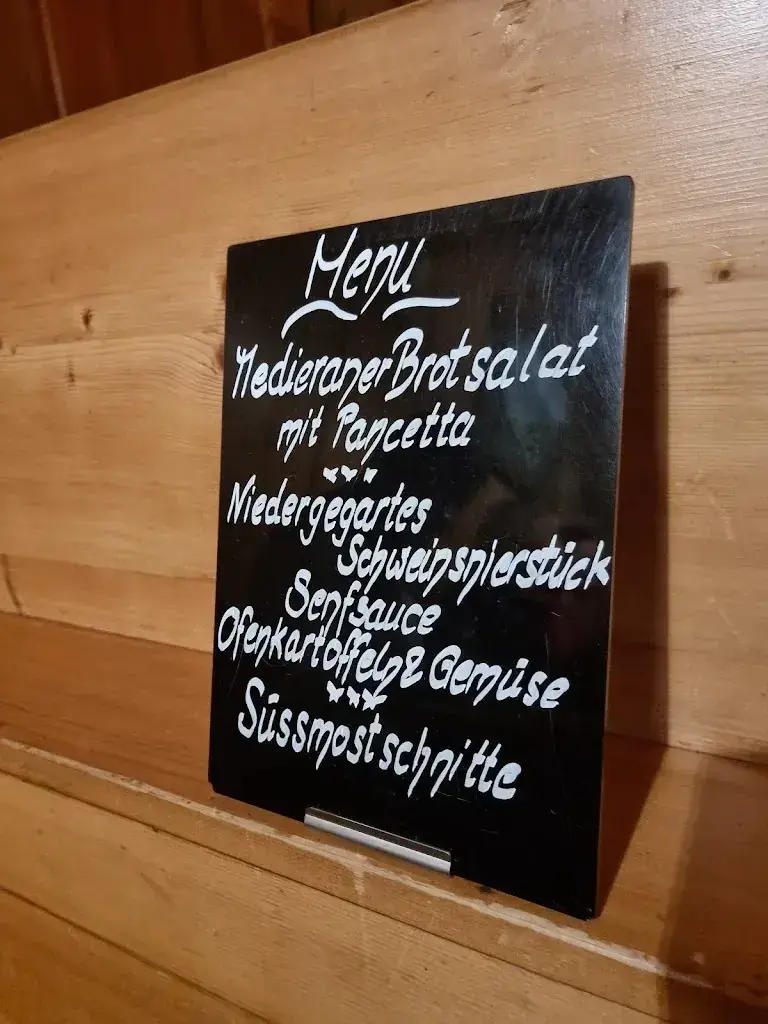 Menu
Medieraner Brotsalat
mit Pancetta
Niedergegartes
Schweinsnierstück
Senfsauce
Ofenkartoffeln & Gemüse
Süssmostschnitte